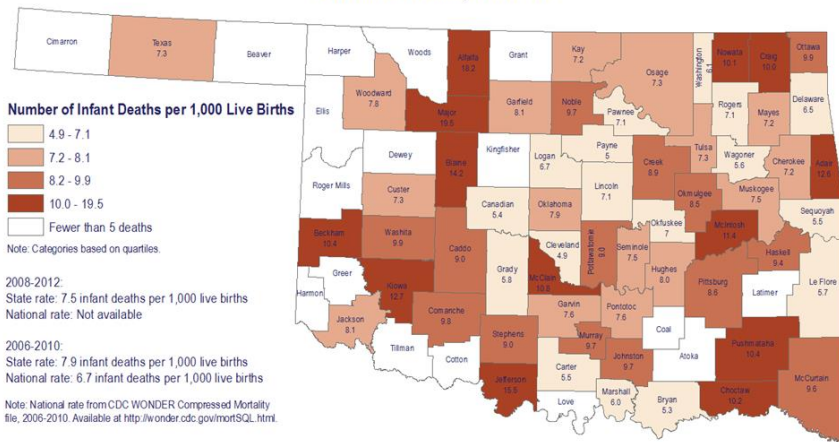 Cimarron
Texas
7.3
Beaver
Harper
Woods
Alfalfa
Grant
Kay
7.2
Osage
7.3
Washington
6.1
Nowata
10.1
Craig
Ottawa
9.9
Ellis
Woodward
7.8
Major
19.5
Garfield
8.1
Noble
9.7
Pawnee
7.1
Rogers
7.1
Mayes
7.2
Delaware
6.5
Number of Infant Deaths per 1,000 Live Births
4.9 - 7.1
7.2 - 8.1
8.2 - 9.9
10.0 - 19.5
Fewer than 5 deaths
Note: Categories based on quartiles.
Dewey
Blaine
14.2
Kingfisher
Logan
6.7
Payne
5
Creek
8.9
Tulsa
7.3
Wagoner
5.6
Cherokee
7.2
Adair
12.6
Roger Mills
Custer
7.3
Canadian
5.4
Oklahoma
7.9
Lincoln
7.1
Okmulgee
8.5
Muskogee
7.5
Sequoyah
5.5
Okfuskee
7
McIntosh
11.4
Beckham
10.4
Washita
9.9
Caddo
9.0
Grady
5.8
Cleveland
4.9
McClain
Pottawatomie
9.0
Seminole
7.5
Hughes
8.0
Haskell
9.4
Pittsburg
8.6
Latimer
Le Flore
5.7
Greer
Harmon
Kiowa
12.7
Jackson
8.1
Comanche
9.8
Tillman
Cotton
Stephens
9.0
Jefferson
Garvin
7.6
Murray
9.7
Pontotoc
7.6
Coal
Johnston
9.7
Atoka
Pushmataha
10.4
McCurtain
9.6
Carter
5.5
Love
Marshall
6.0
Bryan
5.3
Choctaw
10.2
2008-2012:
State rate: 7.5 infant deaths per 1,000 live births
National rate: Not available
2006-2010:
State rate: 7.9 infant deaths per 1,000 live births
National rate: 6.7 infant deaths per 1,000 live births
Note: National rate from CDC WONDER Compressed Mortality
file, 2006-2010. Available at http://wonder.cdc.gov/mortSQL.html.